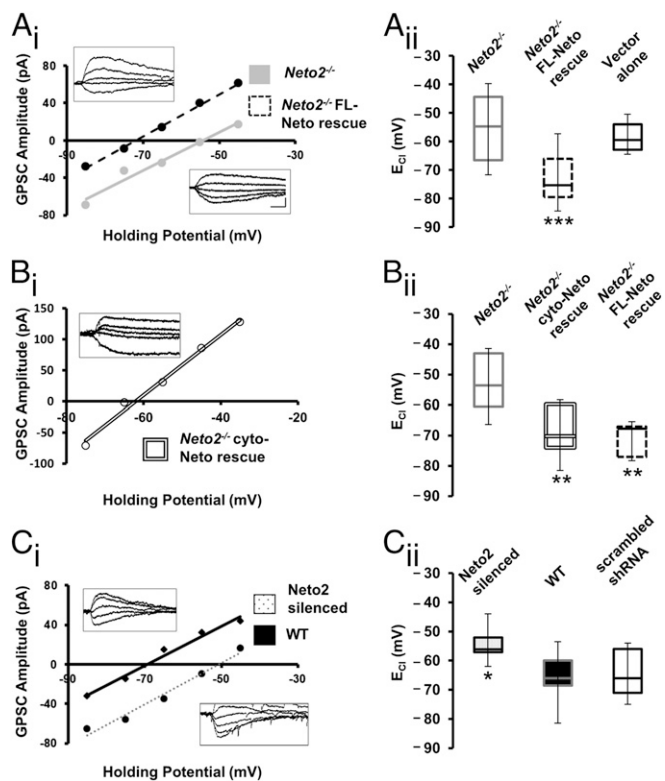 Ai
GPSC Amplitude (pA)
80
40
0
-40
-80
-90
-70
-50
-30
Neto2-/-
Neto2-/- FL-
Neto rescue
Holding Potential (mV)
Aii
Neto2-/-
Neto2-/-
FL-Neto
rescue
Vector
alone
ECl (mV)
−30
−40
−50
−60
−70
−80
−90
***
Bi
GPSC Amplitude (pA)
150
100
50
0
-50
-100
-80
-60
-40
-20
Neto2-/- cyto-
Neto rescue
Holding Potential (mV)
Bii
Neto2-/-
Neto2-/-
cyto-Neto
rescue
Neto2-/-
FL-Neto
rescue
ECl (mV)
−30
−40
−50
−60
−70
−80
−90
**
**
Ci
GPSC Amplitude (pA)
80
40
0
-40
-80
-90
-70
-50
-30
Neto2
silenced
WT
Holding Potential (mV)
Cii
Neto2
silenced
WT
scrambled
shRNA
ECl (mV)
−30
−40
−50
−60
−70
−80
−90
*